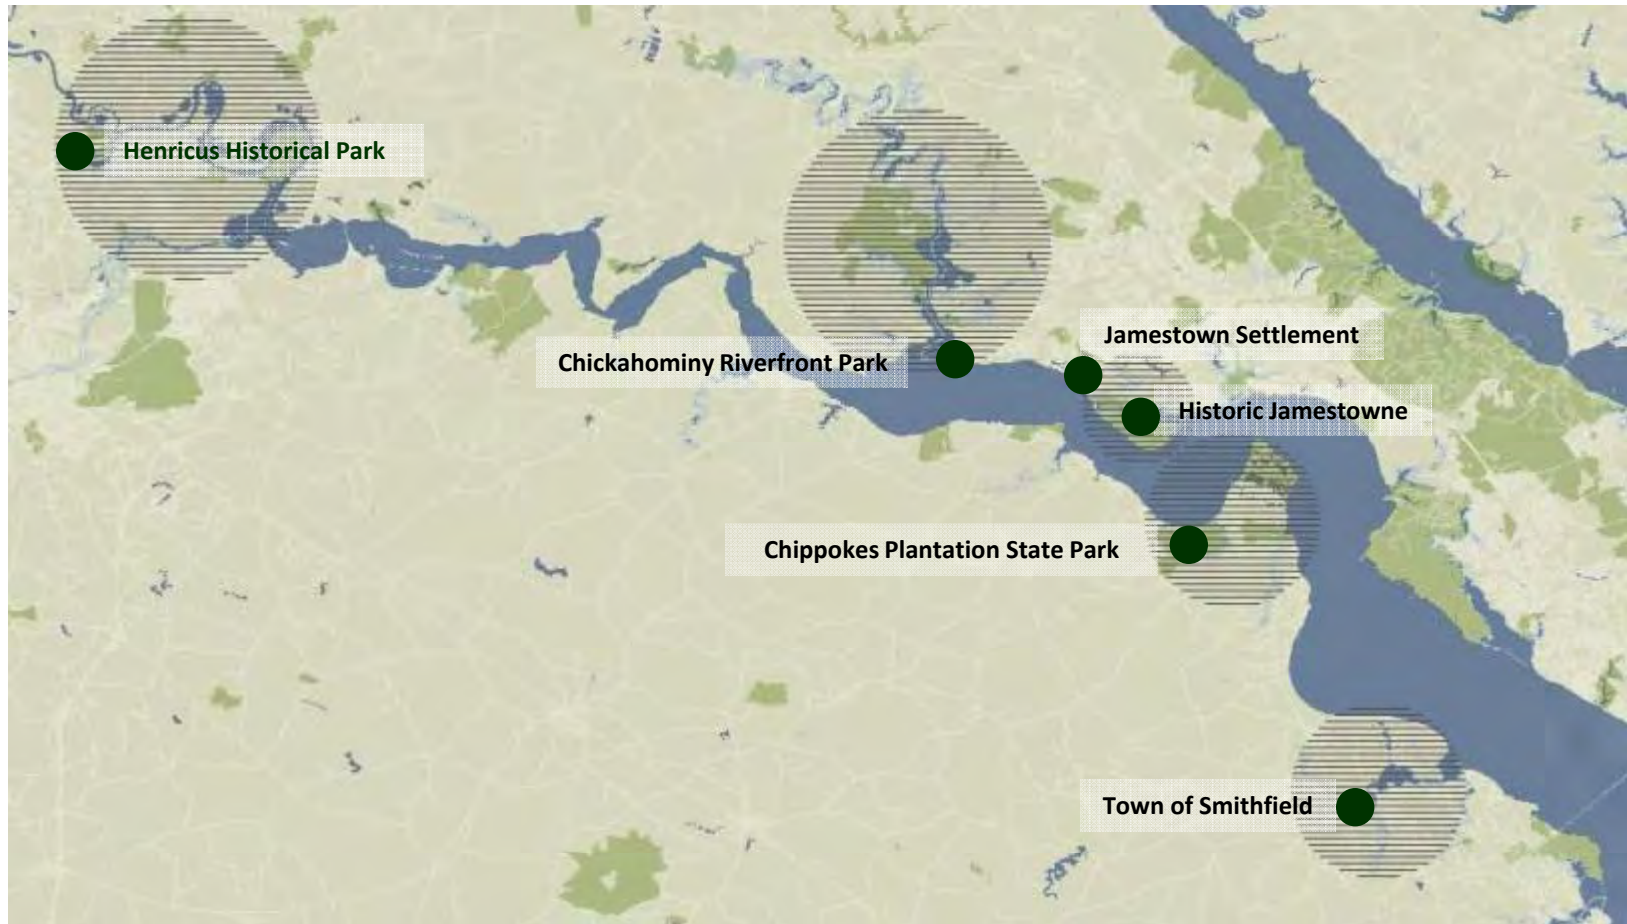 Henricus Historical Park
Jamestown Settlement
Chickahominy Riverfront Park
Historic Jamestowne
Chippokes Plantation State Park
Town of Smithfield